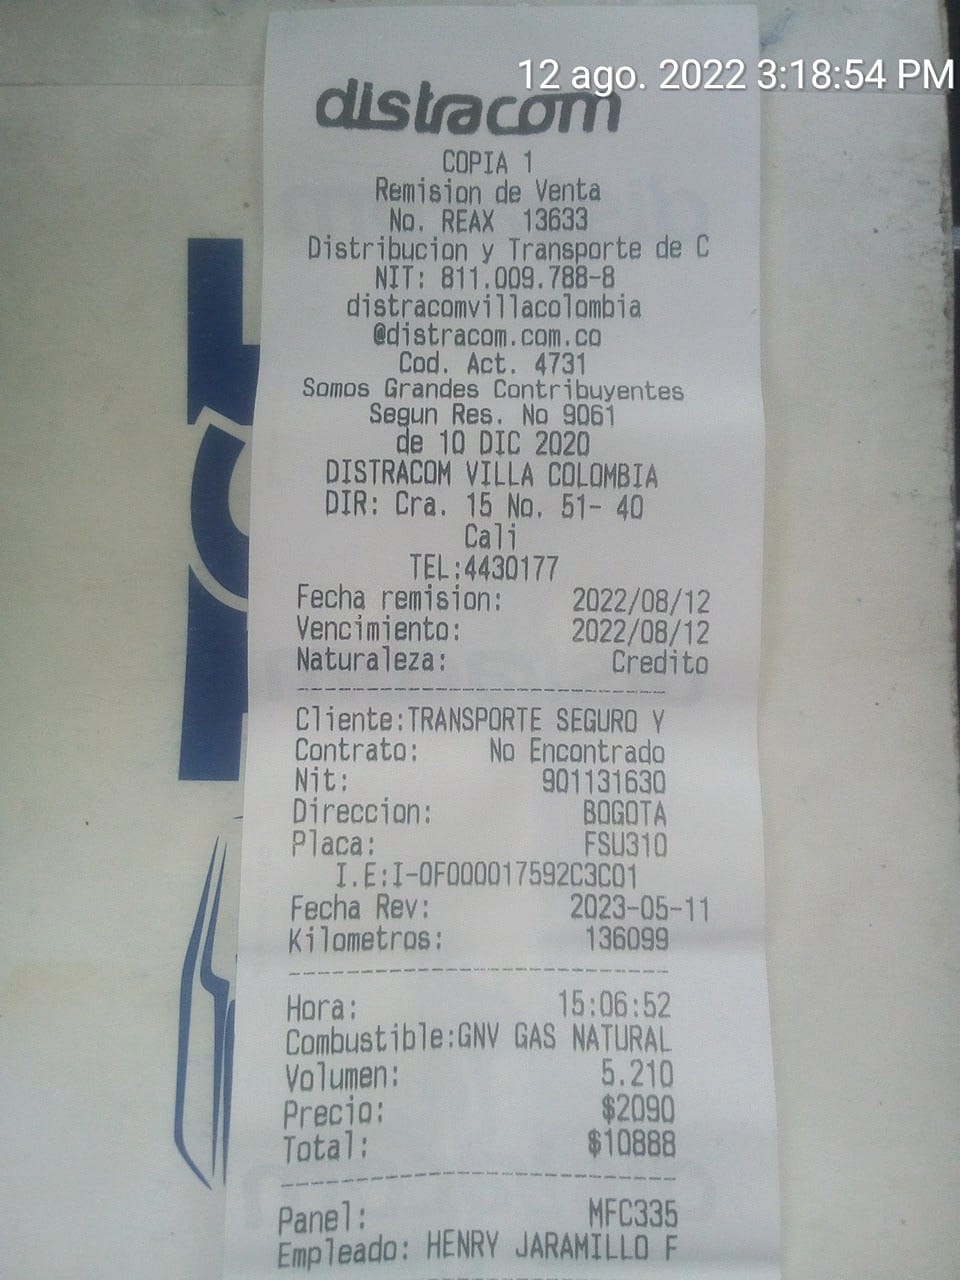 12 ago. 2022 3:18:54 PM
distracom
COPIA 1
Remision de Venta
No. REAX 13633
Distribucion y Transporte de C
NIT: 811.009.788-8
distracomvillacolombia
@distracom.com.co
Cod. Act. 4731
Somos Grandes Contribuyentes
Segun Res. No 9061
de 10 DIC 2020
DISTRACOM VILLA COLOMBIA
DIR: Cra. 15 No. 51- 40
Cali
TEL:4430177
Fecha remision: 2022/08/12
Vencimiento: 2022/08/12
Naturaleza: Credito
Cliente:TRANSPORTE SEGURO Y
Contrato: No Encontrado
Nit: 901131630
Direccion: BOGOTA
Placa: FSU310
I.E:I-0F000017592C3C01
Fecha Rev: 2023-05-11
Kilometros: 136099
Hora: 15:06:52
Combustible:GNV GAS NATURAL
Volumen: 5.210
Precio: $2090
Total: $10888
Panel: MFC335
Empleado: HENRY JARAMILLO F